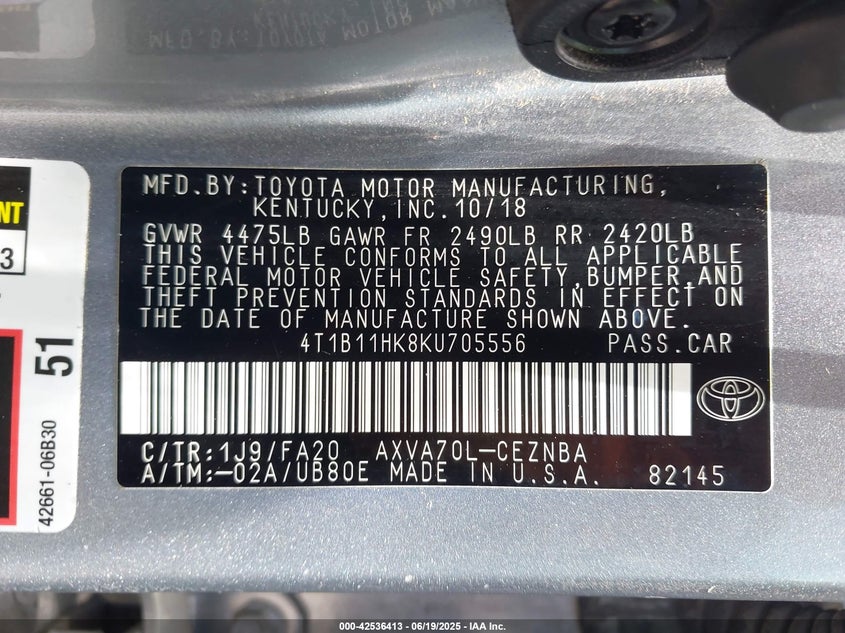 MFD.BY:TOYOTA MOTOR MANUFACTURING,
KENTUCKY,INC.10/18
GVWR 4475LB GAWR FR 2490LB RR 2420LB
THIS VEHICLE CONFORMS TO ALL APPLICABLE
FEDERAL MOTOR VEHICLE SAFETY,BUMPER,AND
THEFT PREVENTION STANDARDS IN EFFECT ON
THE DATE OF MANUFACTURE SHOWN ABOVE.
4T1B11HK8KU705556 PASS.CAR
C/TR:1J9/FA20 AXVA70L-CEZNBA
A/TM:-02A/UB80E MADE IN U.S.A. 82145
NT
3
51
42661-06B30
000-42536413 / 06/19/2025 - IAA Inc.